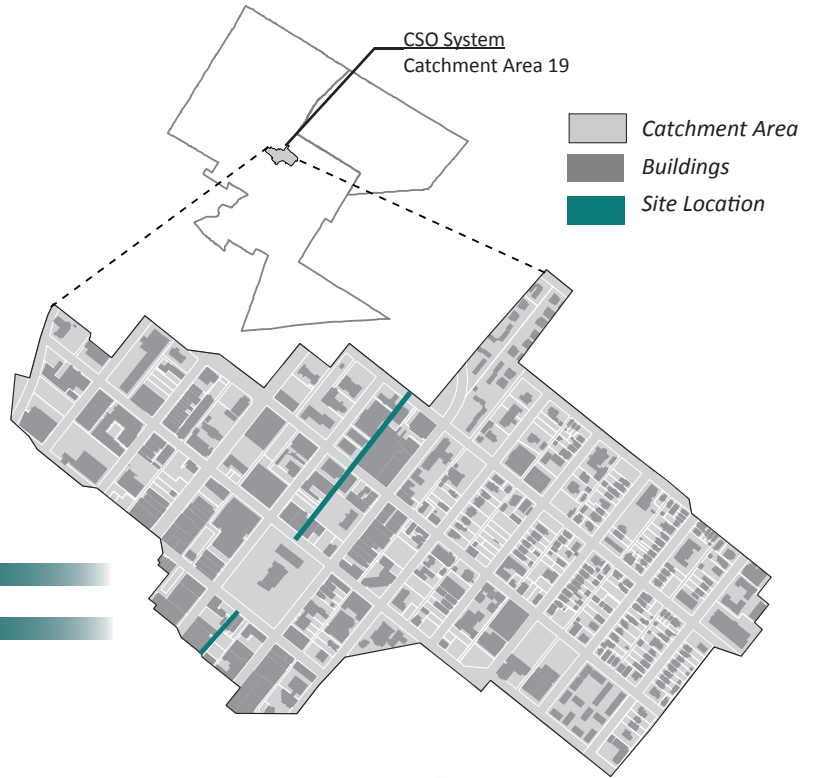 CSO System
Catchment Area 19
Catchment Area
Buildings
Site Location